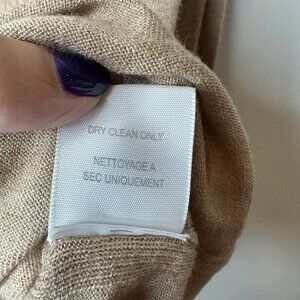 DRY CLEAN ONLY
NETTOYAGE A
SEC UNIQUEMENT